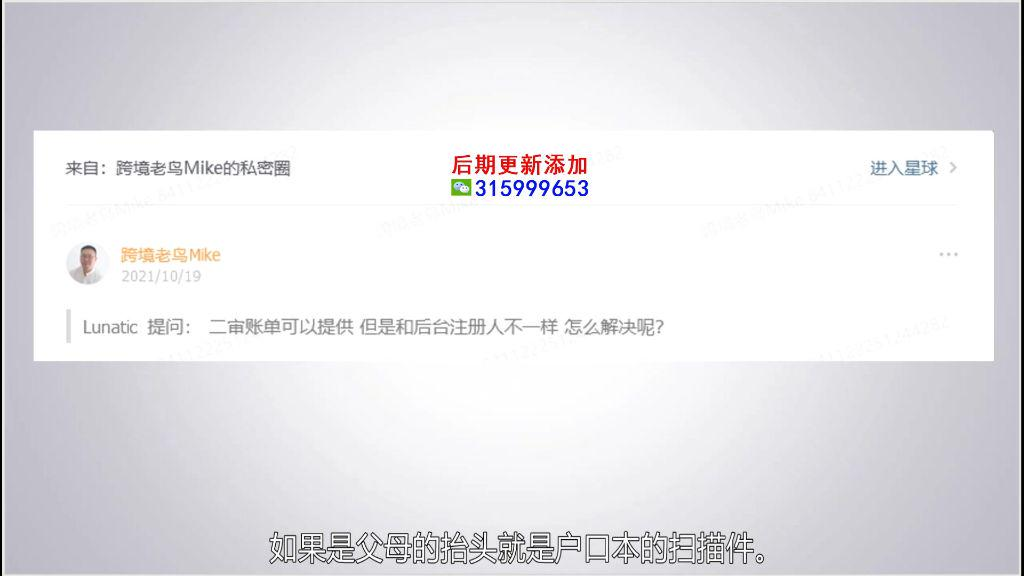 来自：跨境老鸟Mike的私密圈
后期更新添加
315999653
进入星球
跨境老鸟Mike
2021/10/19
Lunatic 提问： 二审账单可以提供 但是和后台注册人不一样 怎么解决呢？
如果是父母的抬头就是户口本的扫描件。